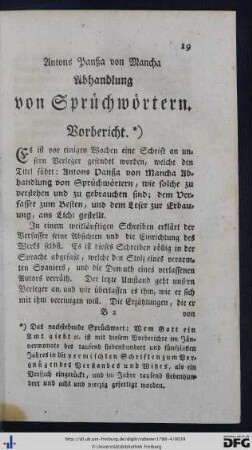 19
Antons Panßa von Mancha
Abhandlung
von Sprüchwörtern.
Vorbericht. *)
Es ist vor einigen Wochen eine Schrift an un-
sern Verleger gesendet worden, welche den
Titel führet: Antons Panßa von Mancha Ab-
handlung von Sprüchwörtern, wie solche zu
verstehen und zu gebrauchen sind; dem Ver-
fasser zum Besten, und dem Leser zur Erbau-
ung, ans Licht gestellt.
In einem weitläuftigen Schreiben erklärt der
Verfasser seine Absichten und die Einrichtung des
Werks selbst. Es ist dieses Schreiben völlig in der
Sprache abgefaßt, welche den Stolz eines verarm-
ten Spaniers, und die Demuth eines verlassenen
Autors verräth. Der letzte Umstand geht unsern
Verleger an, und wir überlassen es ihm, wie er sich
mit ihm vereinigen will. Die Erzählungen, die er
B 2
von
*) Das nachstehende Sprüchwort: Wem Gott ein
Amt giebt ꝛc. ist mit diesem Vorberichte im Jän-
nermonate des tausend siebenhundert und funfzigsten
Jahres in die vermischten Schriften zum Ver-
gnügen des Verstandes und Witzes, als ein
Versuch eingerückt, und im Jahre tausend siebenhun-
dert und acht und vierzig gefertigt worden.
© Universitätsbibliothek Freiburg
DFG